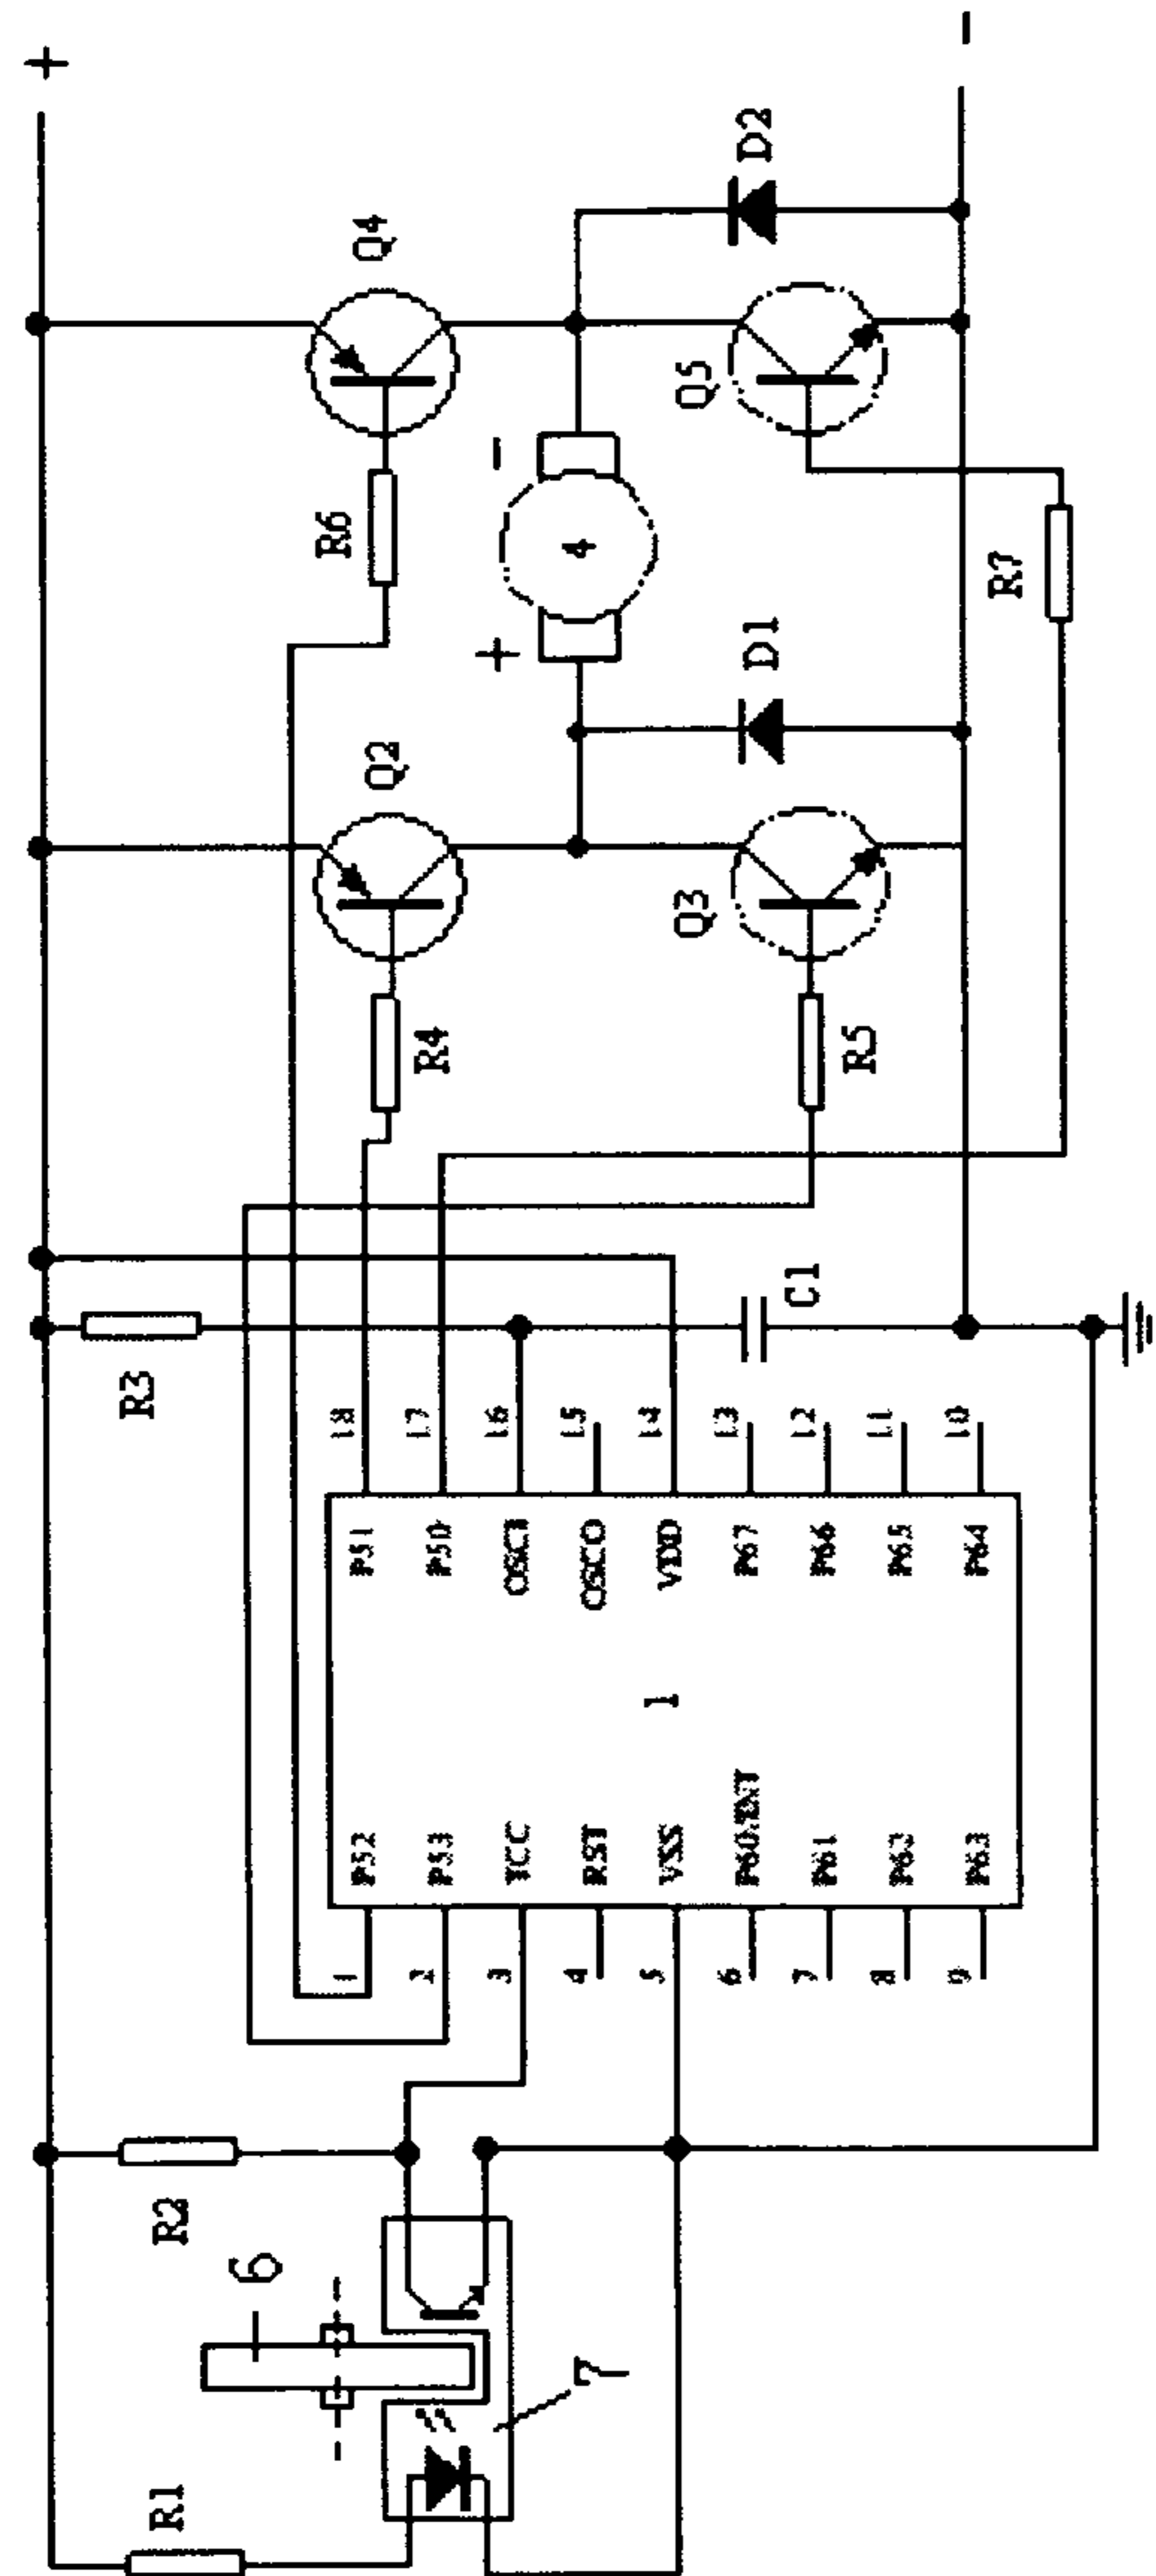 +
-
R1
R2
6
7
R3
C1
R4
R5
Q2
Q3
D1
R6
+
4
-
R7
Q4
Q5
D2
1
P52
P53
TCC
RST
VSS
P60/INT
P61
P62
P63
P51
P50
OSCI
OSCO
VDD
P67
P66
P65
P64
1
2
3
4
5
6
7
8
9
18
17
16
15
14
13
12
11
10